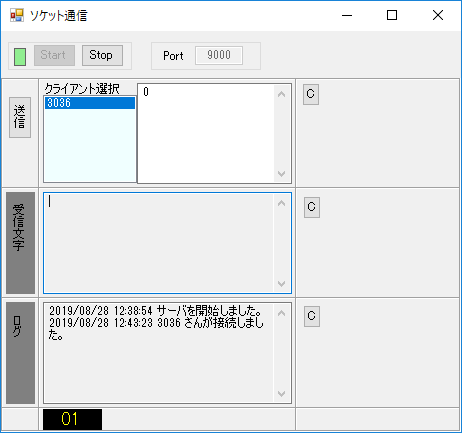 ソケット通信
Start Stop Port 9000
送信
クライアント選択
3036
0
C
受信文字
C
ログ
2019/08/28 12:38:54 サーバを開始しました。
2019/08/28 12:43:23 3036 さんが接続しまし
た。
C
01